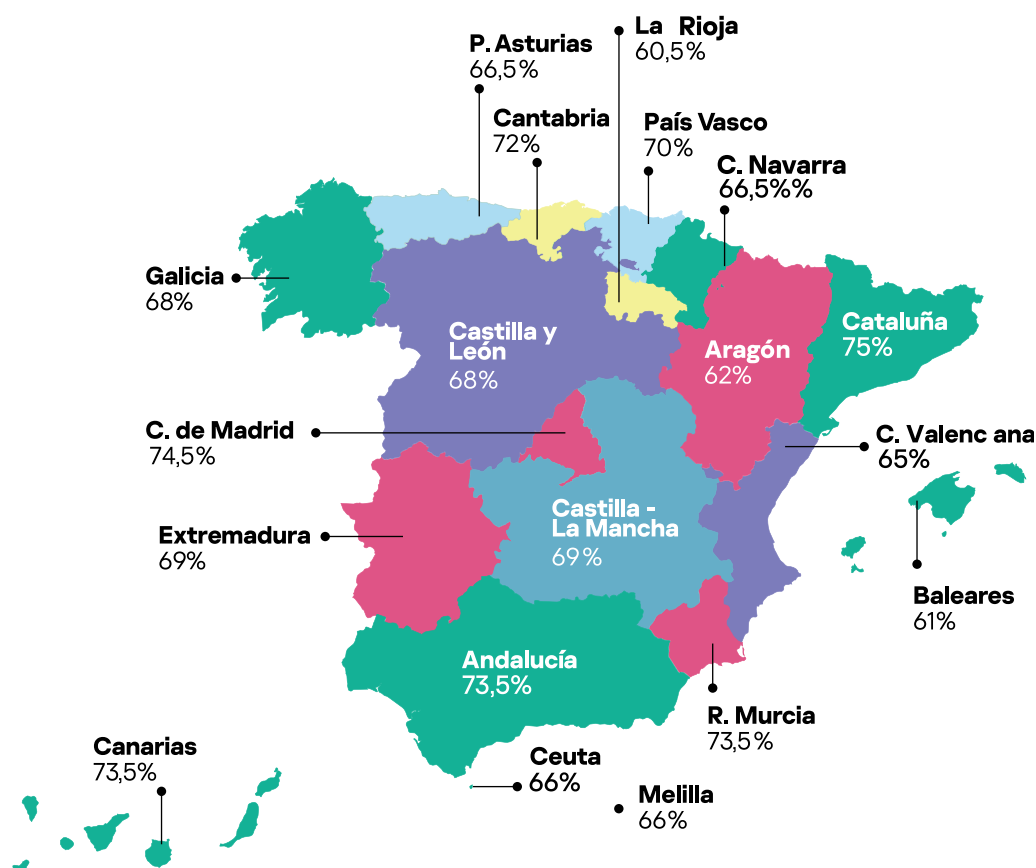 La Rioja
60,5%
P. Asturias
66,5%
Cantabria
72%
País Vasco
70%
C. Navarra
66,5%%
Galicia
68%
Castilla y
León
68%
Aragón
62%
Cataluña
75%
C. de Madrid
74,5%
C. Valenc ana
65%
Extremadura
69%
Castilla -
La Mancha
69%
Baleares
61%
Andalucía
73,5%
R. Murcia
73,5%
Canarias
73,5%
Ceuta
66%
Melilla
66%